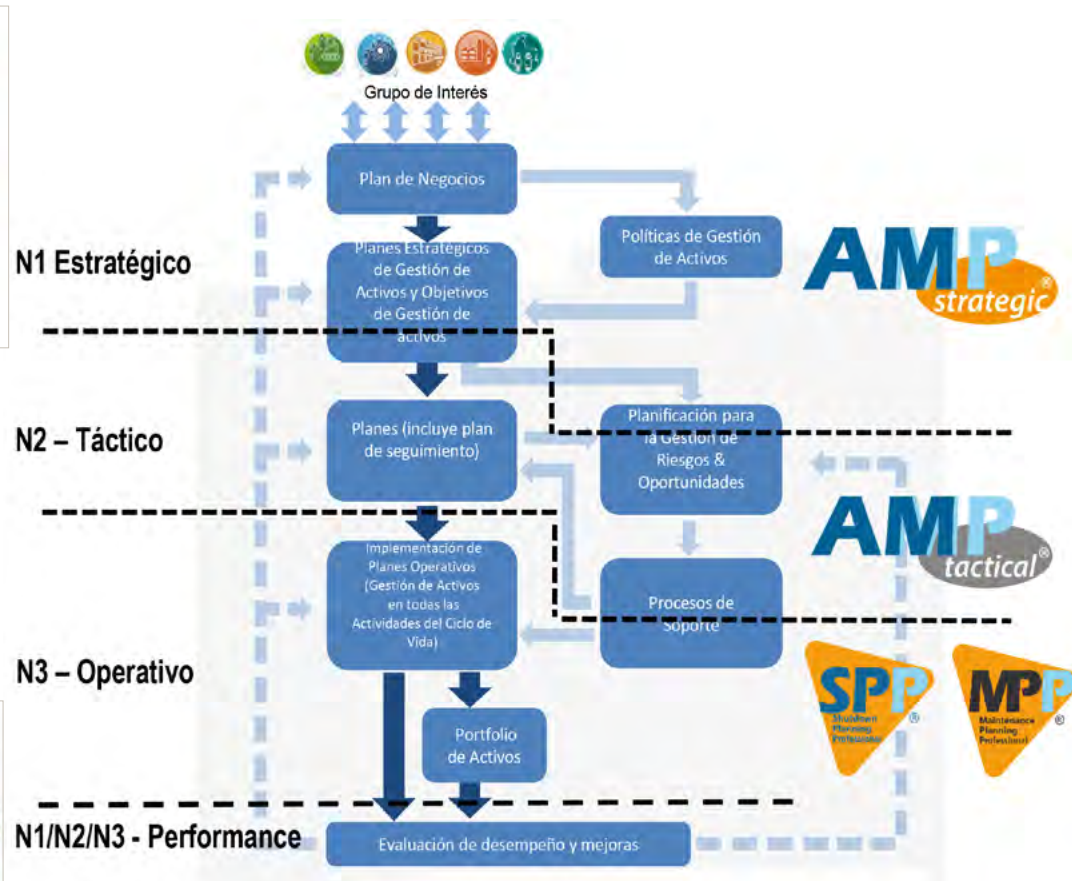 Grupo de Interés
Plan de Negocios
Políticas de Gestión
de Activos
AMP
strategic®
N1 Estratégico
Planes Estratégicos
de Gestión de
Activos y Objetivos
de Gestión de
activos
N2 – Táctico
Planes (incluye plan
de seguimiento)
Planificación para
la Gestión de
Riesgos &
Oportunidades
AMP
tactical®
Implementación de
Planes Operativos
(Gestión de Activos
en todas las
Actividades del Ciclo de
Vida)
Procesos de
Soporte
N3 – Operativo
SPP®
Shutdown
Planning
Professional
MPP®
Maintenance
Planning
Professional
Portfolio
de Activos
N1/N2/N3 - Performance
Evaluación de desempeño y mejoras